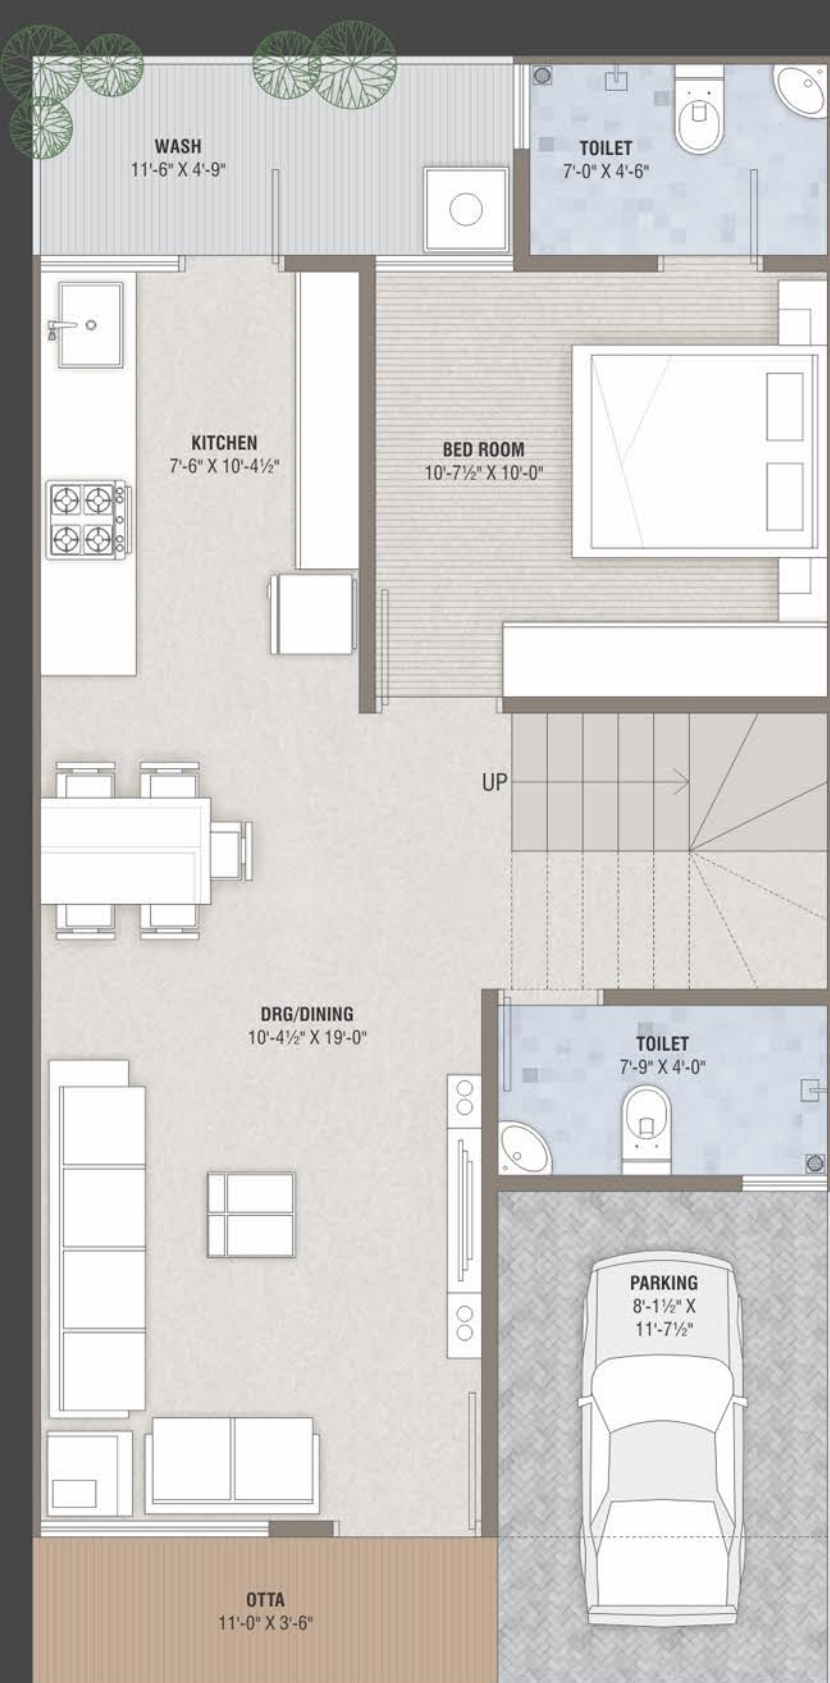 WASH
11'-6" X 4'-9"
TOILET
7'-0" X 4'-6"
KITCHEN
7'-6" X 10'-4½"
BED ROOM
10'-7½" X 10'-0"
UP
DRG/DINING
10'-4½" X 19'-0"
TOILET
7'-9" X 4'-0"
PARKING
8'-1½" X
11'-7½"
OTTA
11'-0" X 3'-6"